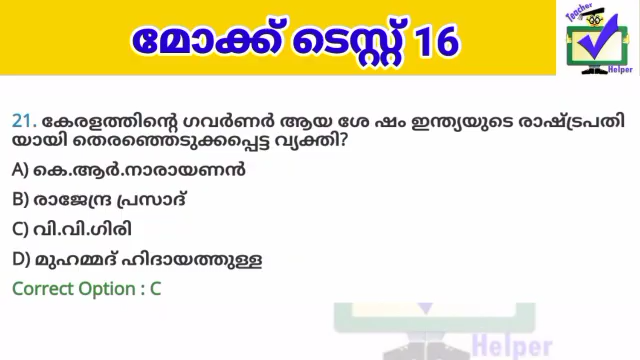 മോക്ക് ടെസ്റ്റ് 16
Teacher
Helper
21. കേരളത്തിന്റെ ഗവർണർ ആയ ശേ ഷം ഇന്ത്യയുടെ രാഷ്ട്രപതി
യായി തെരഞ്ഞെടുക്കപ്പെട്ട വ്യക്തി?
A) കെ.ആർ.നാരായണൻ
B) രാജേന്ദ്ര പ്രസാദ്
C) വി.വി.ഗിരി
D) മുഹമ്മദ് ഹിദായത്തുള്ള
Correct Option : C
Helper